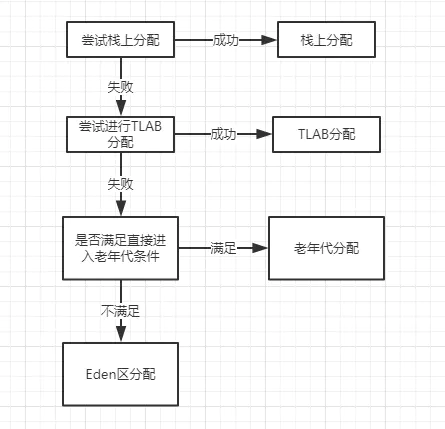 尝试栈上分配
成功
栈上分配
失败
尝试进行TLAB
分配
成功
TLAB分配
失败
是否满足直接进
入老年代条件
满足
老年代分配
不满足
Eden区分配